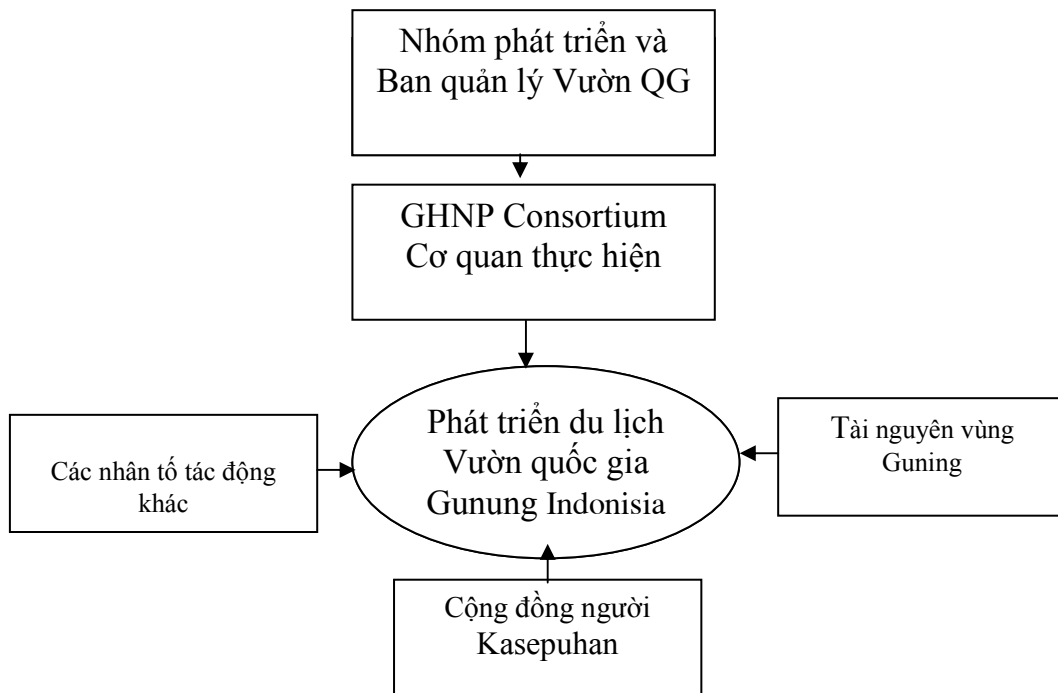 Nhóm phát triển và
Ban quản lý Vườn QG
GHNP Consortium
Cơ quan thực hiện
Phát triển du lịch
Vườn quốc gia
Gunung Indonisia
Các nhân tố tác động
khác
Tài nguyên vùng
Guning
Cộng đồng người
Kasepuhan